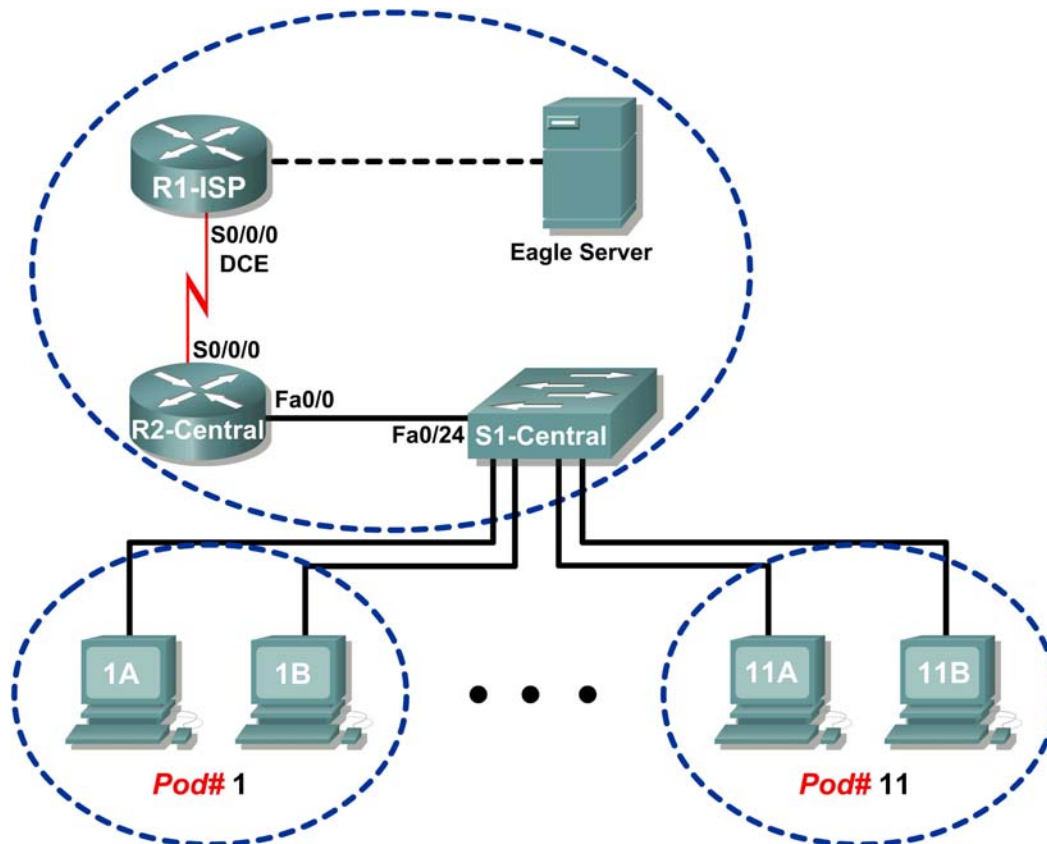 R1-ISP
S0/0/0
DCE
Eagle Server
S0/0/0
R2-Central
Fa0/0
Fa0/24
S1-Central
1A
1B
11A
11B
Pod# 1
Pod# 11